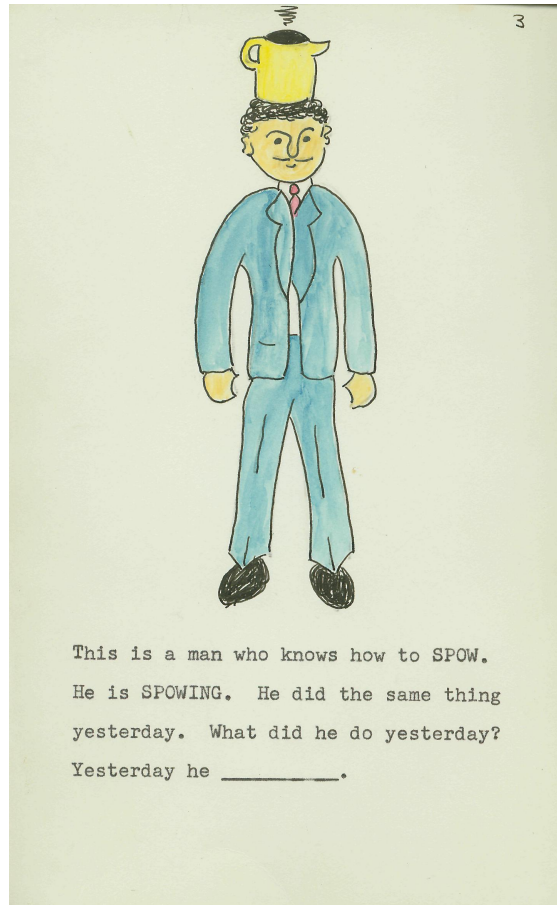 3
This is a man who knows how to SPOW.
He is SPOWING.  He did the same thing
yesterday.  What did he do yesterday?
Yesterday he __________.